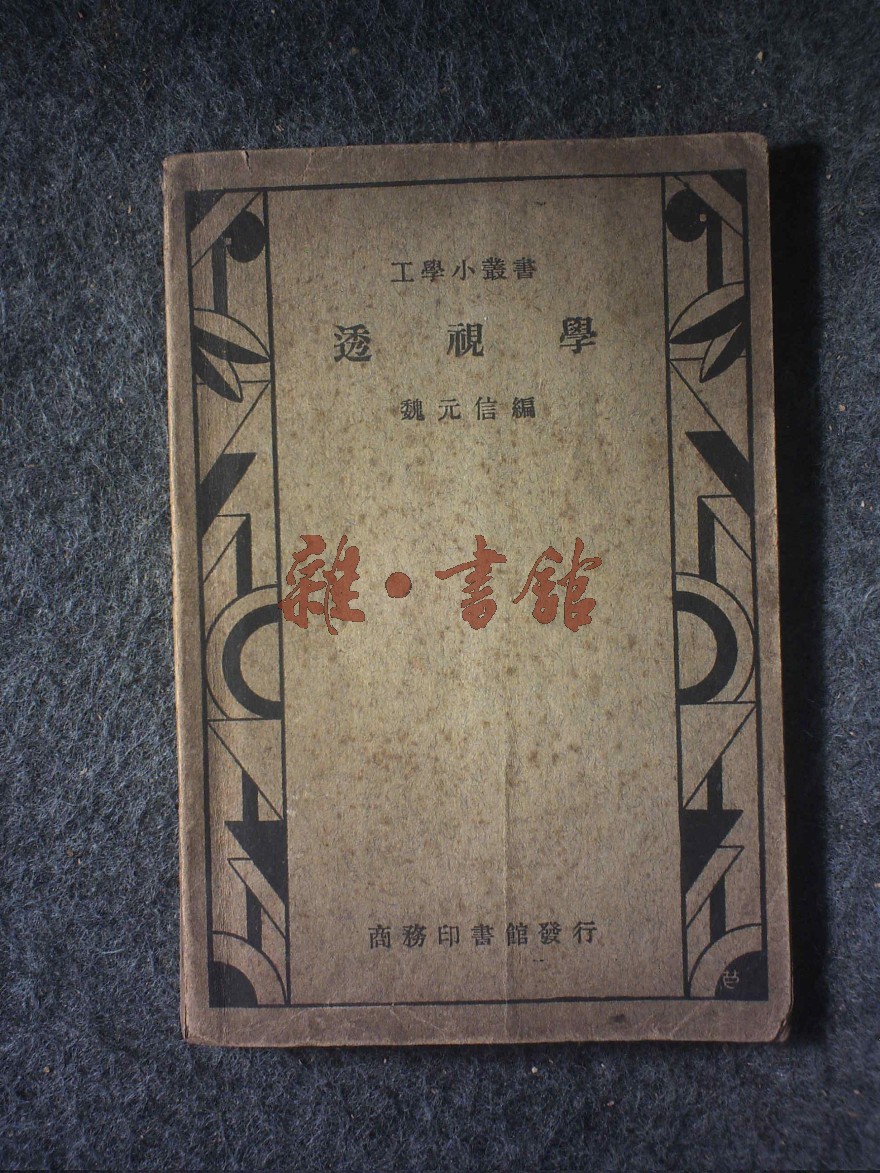 工學小叢書
透視學
魏元信編
雜·書館
商務印書館發行